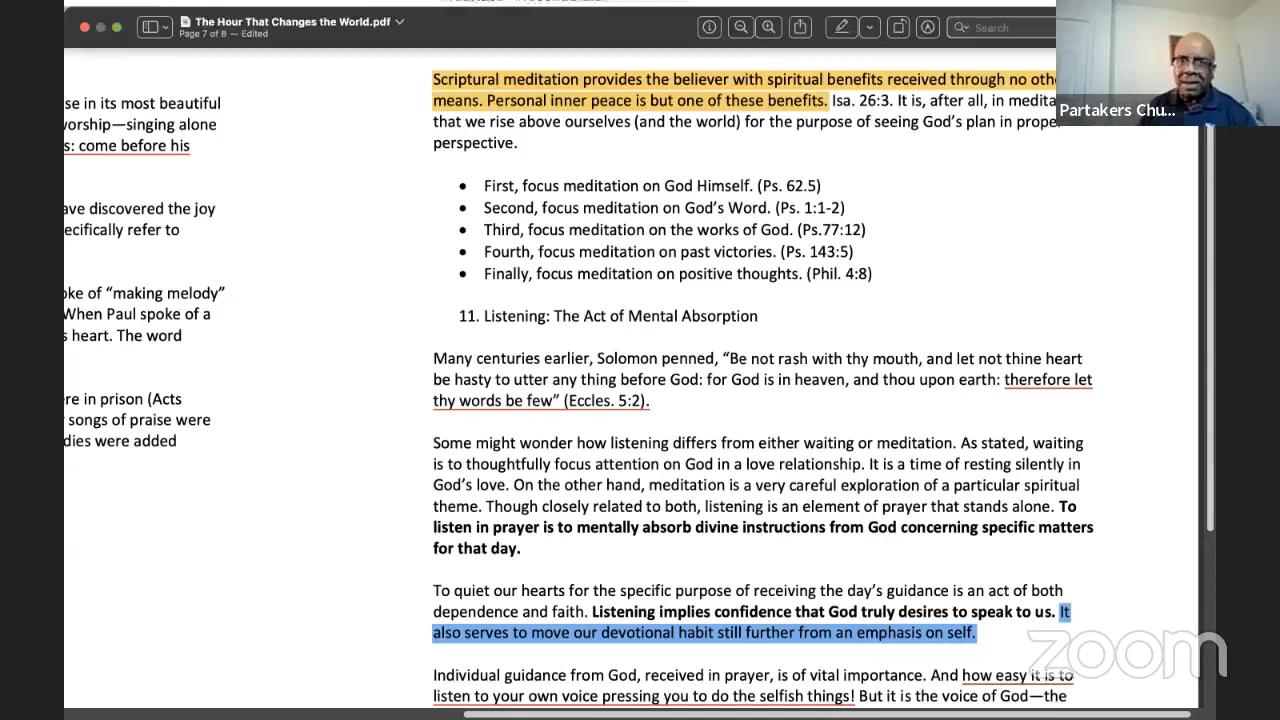 The Hour That Changes the World.pdf
Page 7 of 8 — Edited
Search
Partakers Chu...
se in its most beautiful
worship—singing alone
s: come before his
ave discovered the joy
ecifically refer to
oke of “making melody”
When Paul spoke of a
s heart. The word
ere in prison (Acts
songs of praise were
dies were added
Scriptural meditation provides the believer with spiritual benefits received through no othe
means. Personal inner peace is but one of these benefits. Isa. 26:3. It is, after all, in medita
that we rise above ourselves (and the world) for the purpose of seeing God’s plan in proper
perspective.
• First, focus meditation on God Himself. (Ps. 62.5)
• Second, focus meditation on God’s Word. (Ps. 1:1-2)
• Third, focus meditation on the works of God. (Ps.77:12)
• Fourth, focus meditation on past victories. (Ps. 143:5)
• Finally, focus meditation on positive thoughts. (Phil. 4:8)
11. Listening: The Act of Mental Absorption
Many centuries earlier, Solomon penned, “Be not rash with thy mouth, and let not thine heart
be hasty to utter any thing before God: for God is in heaven, and thou upon earth: therefore let
thy words be few” (Eccles. 5:2).
Some might wonder how listening differs from either waiting or meditation. As stated, waiting
is to thoughtfully focus attention on God in a love relationship. It is a time of resting silently in
God’s love. On the other hand, meditation is a very careful exploration of a particular spiritual
theme. Though closely related to both, listening is an element of prayer that stands alone. To
listen in prayer is to mentally absorb divine instructions from God concerning specific matters
for that day.
To quiet our hearts for the specific purpose of receiving the day’s guidance is an act of both
dependence and faith. Listening implies confidence that God truly desires to speak to us. It
also serves to move our devotional habit still further from an emphasis on self.
Individual guidance from God, received in prayer, is of vital importance. And how easy it is to
listen to your own voice pressing you to do the selfish things! But it is the voice of God—the
zoom